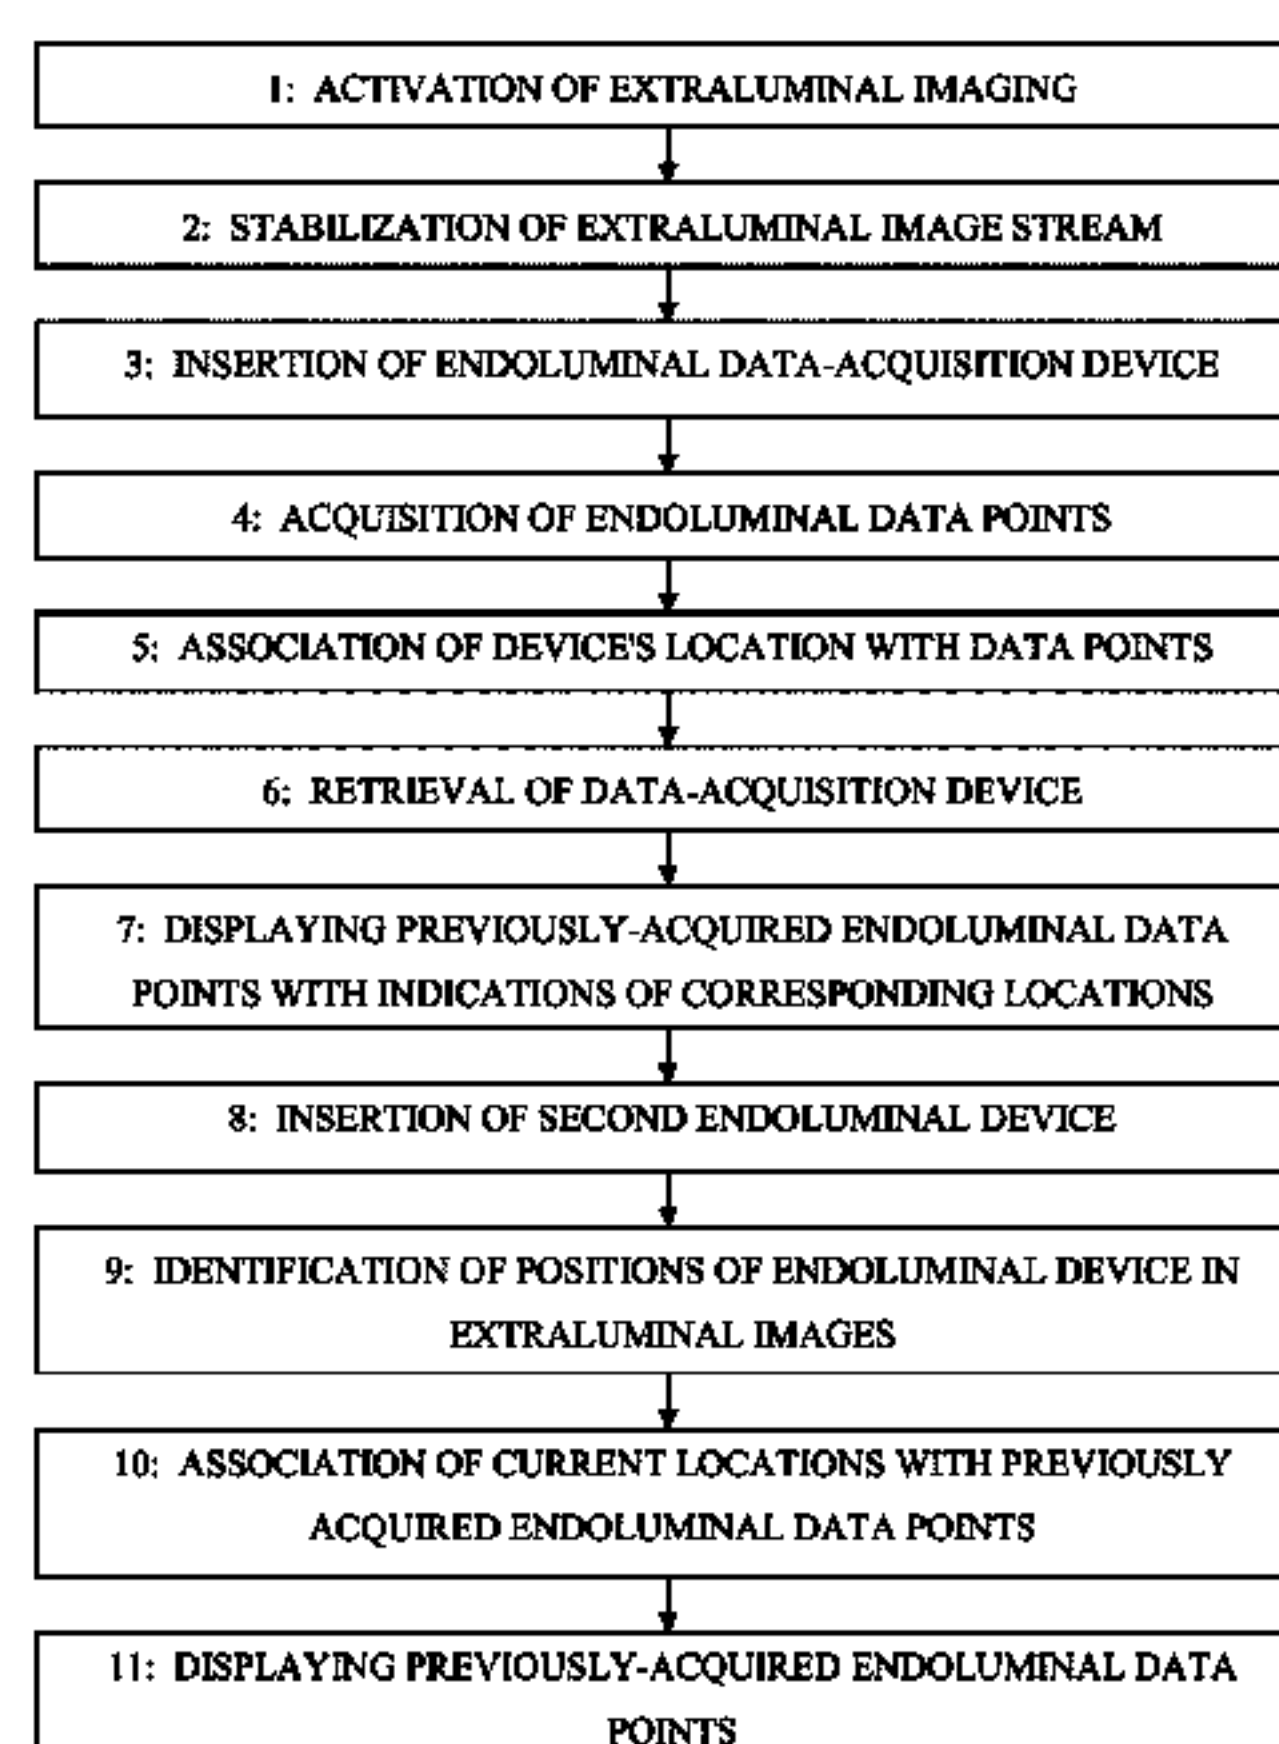 1: ACTIVATION OF EXTRALUMINAL IMAGING
2: STABILIZATION OF EXTRALUMINAL IMAGE STREAM
3: INSERTION OF ENDOLUMINAL DATA-ACQUISITION DEVICE
4: ACQUISITION OF ENDOLUMINAL DATA POINTS
5: ASSOCIATION OF DEVICE'S LOCATION WITH DATA POINTS
6: RETRIEVAL OF DATA-ACQUISITION DEVICE
7: DISPLAYING PREVIOUSLY-ACQUIRED ENDOLUMINAL DATA
POINTS WITH INDICATIONS OF CORRESPONDING LOCATIONS
8: INSERTION OF SECOND ENDOLUMINAL DEVICE
9: IDENTIFICATION OF POSITIONS OF ENDOLUMINAL DEVICE IN
EXTRALUMINAL IMAGES
10: ASSOCIATION OF CURRENT LOCATIONS WITH PREVIOUSLY
ACQUIRED ENDOLUMINAL DATA POINTS
11: DISPLAYING PREVIOUSLY-ACQUIRED ENDOLUMINAL DATA
POINTS